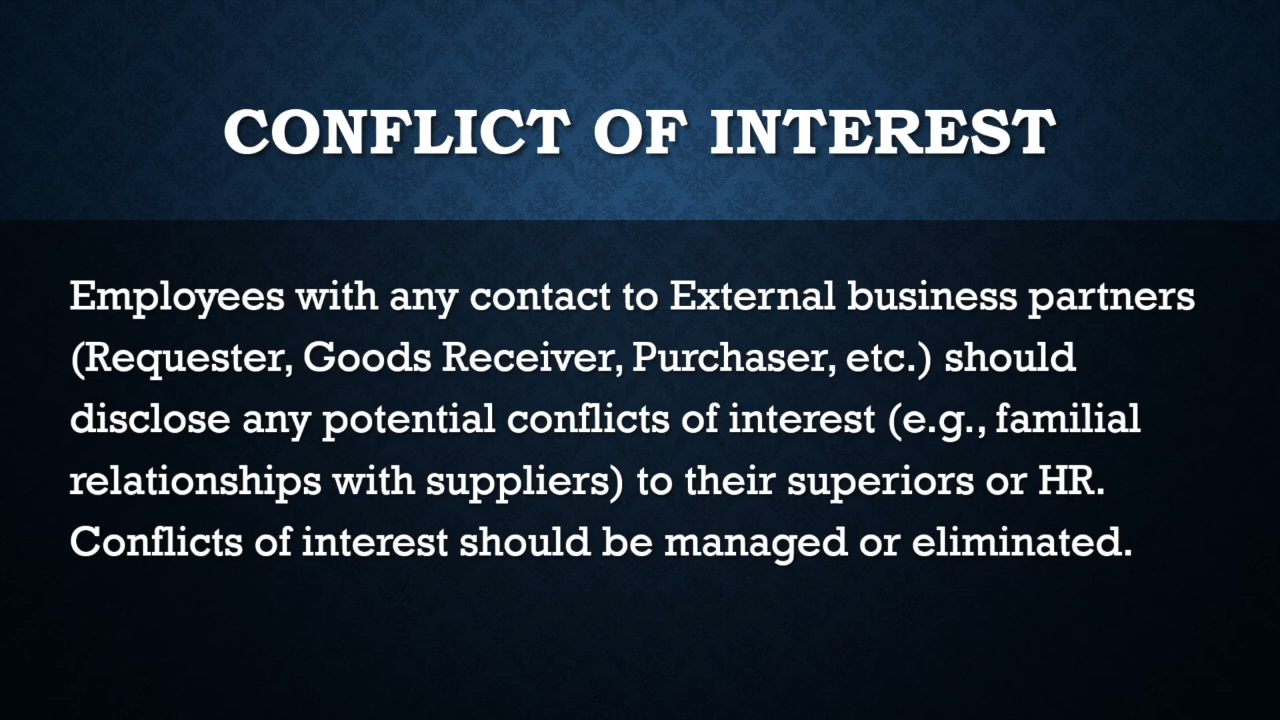 CONFLICT OF INTEREST
Employees with any contact to External business partners
(Requester, Goods Receiver, Purchaser, etc.) should
disclose any potential conflicts of interest (e.g., familial
relationships with suppliers) to their superiors or HR.
Conflicts of interest should be managed or eliminated.